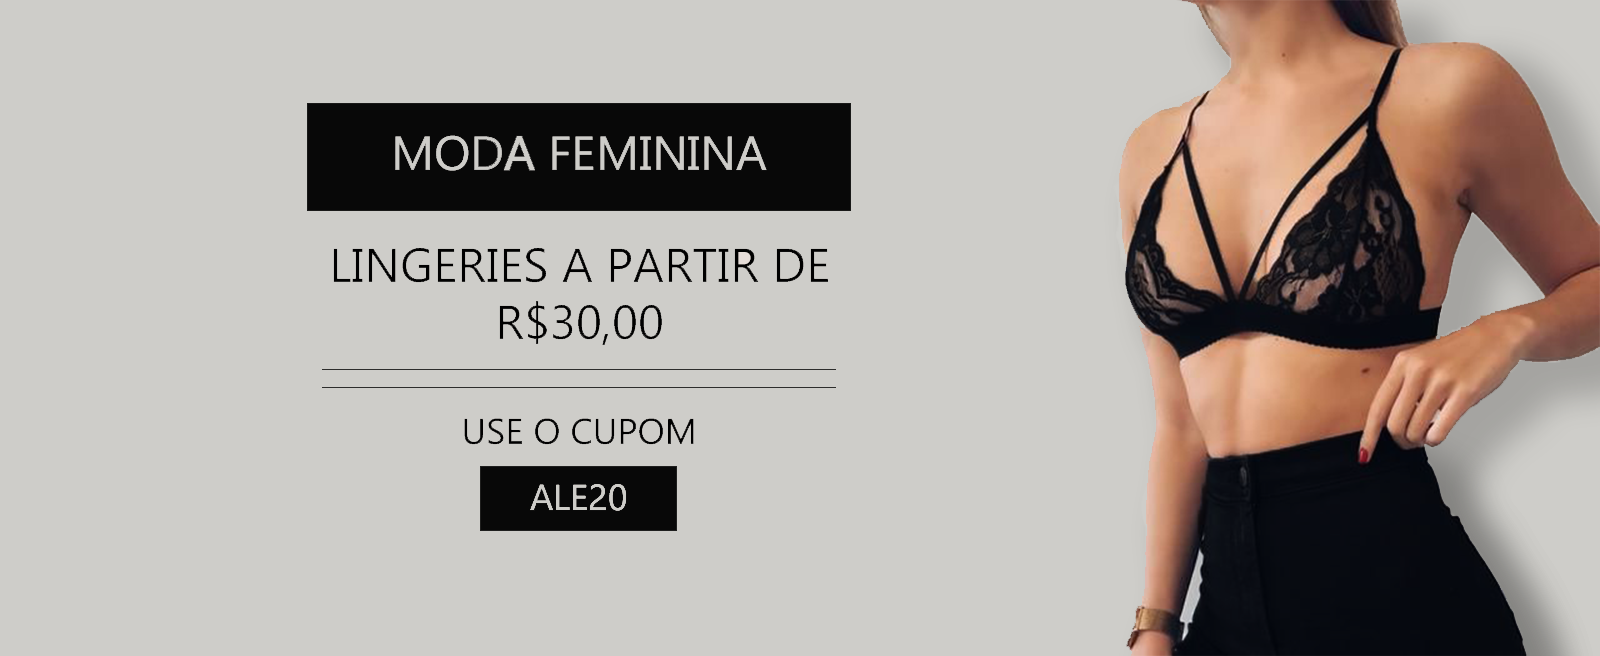 MODA FEMININA
LINGERIES A PARTIR DE
R$30,00
USE O CUPOM
ALE20